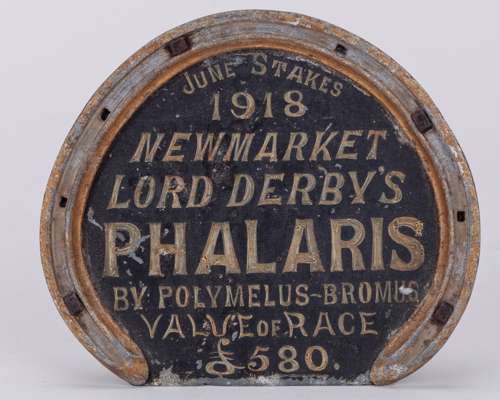 JUNE STAKES
1918
NEWMARKET
LORD DERBY'S
PHALARIS
BY POLYMELUS-BROMUS
VALUE OF RACE
£580.